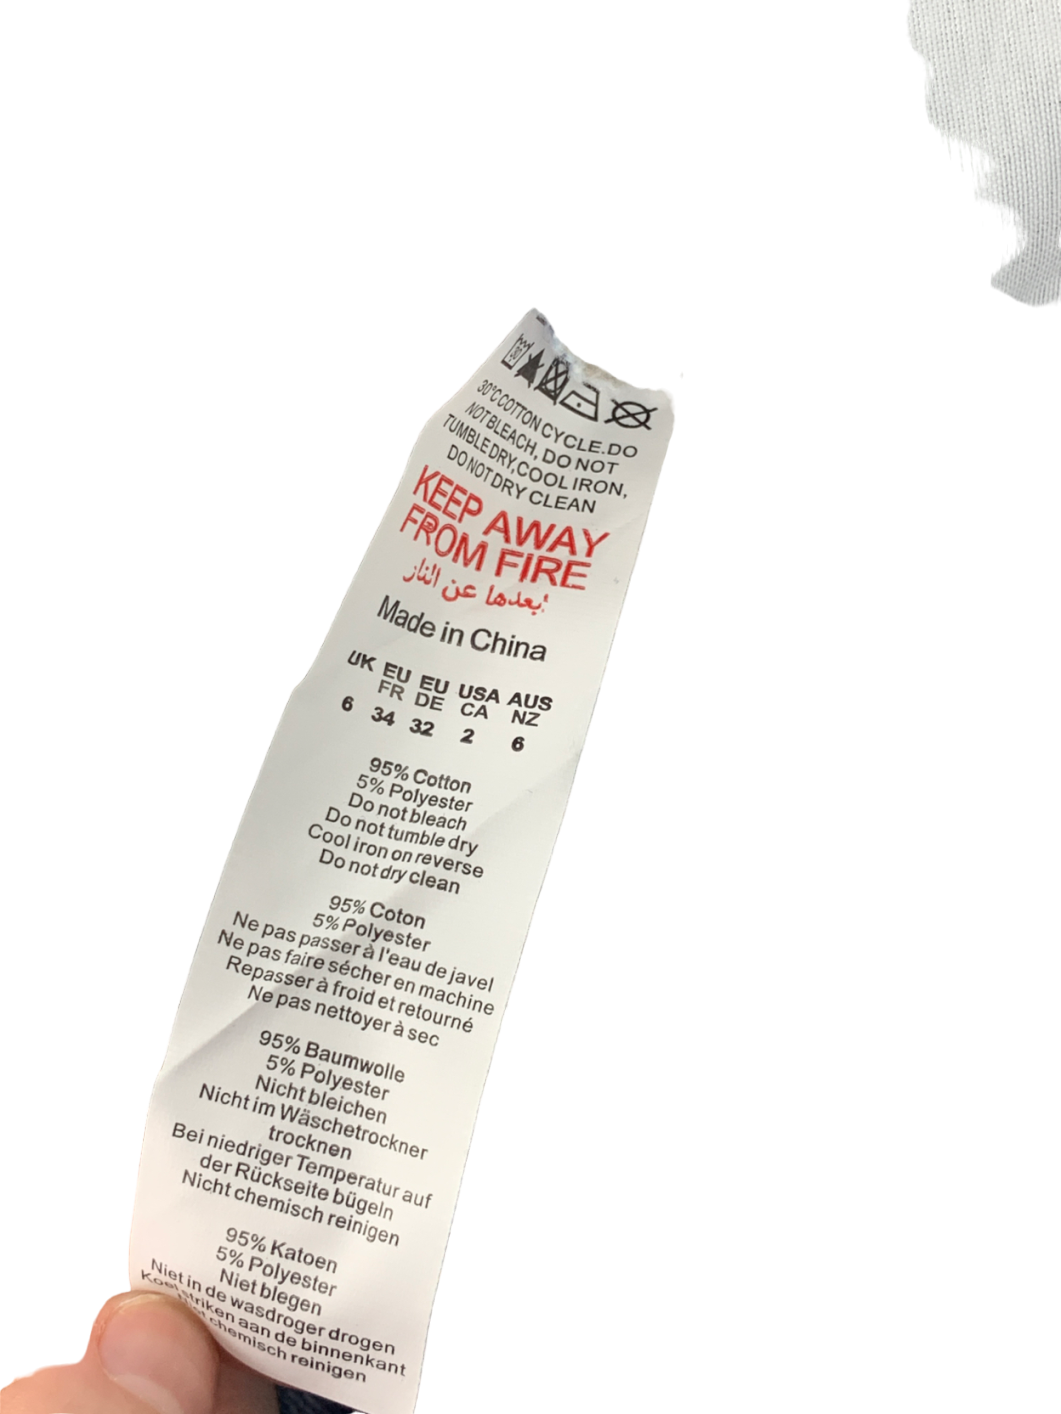 30
30°C COTTON CYCLE. DO
NOT BLEACH, DO NOT
TUMBLE DRY, COOL IRON,
DO NOT DRY CLEAN
KEEP AWAY
FROM FIRE
ابعدها عن النار!
Made in China
UK EU EU USA AUS
FR DE CA NZ
6 34 32 2 6
95% Cotton
5% Polyester
Do not bleach
Do not tumble dry
Cool iron on reverse
Do not dry clean
95% Coton
5% Polyester
Ne pas passer à l'eau de javel
Ne pas faire sécher en machine
Repasser à froid et retourné
Ne pas nettoyer à sec
95% Baumwolle
5% Polyester
Nicht bleichen
Nicht im Wäschetrockner
trocknen
Bei niedriger Temperatur auf
der Rückseite bügeln
Nicht chemisch reinigen
95% Katoen
5% Polyester
Niet blegen
Niet in de wasdroger drogen
Koel striken aan de binnenkant
chemisch reinigen